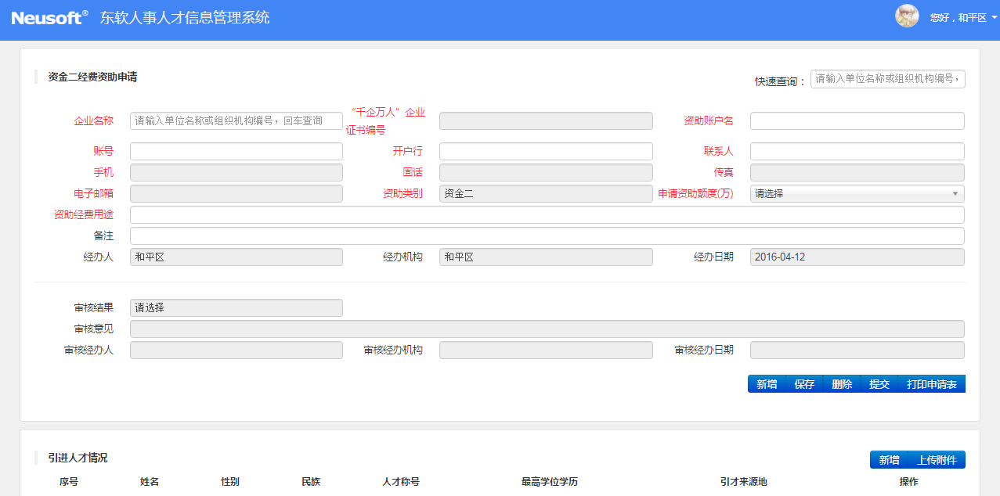 Neusoft® 东软人事人才信息管理系统 您好，和平区
资金二经费资助申请
快速查询： 请输入单位名称或组织机构编号，
企业名称 请输入单位名称或组织机构编号，回车查询 “千企万人”企业证书编号 资助账户名
账号 开户行 联系人
手机 固话 传真
电子邮箱 资助类别 资金二 申请资助额度(万) 请选择
资助经费用途
备注
经办人 和平区 经办机构 和平区 经办日期 2016-04-12
审核结果 请选择
审核意见
审核经办人 审核经办机构 审核经办日期
新增 保存 删除 提交 打印申请表
引进人才情况 新增 上传附件
序号 姓名 性别 民族 人才称号 最高学位学历 引才来源地 操作